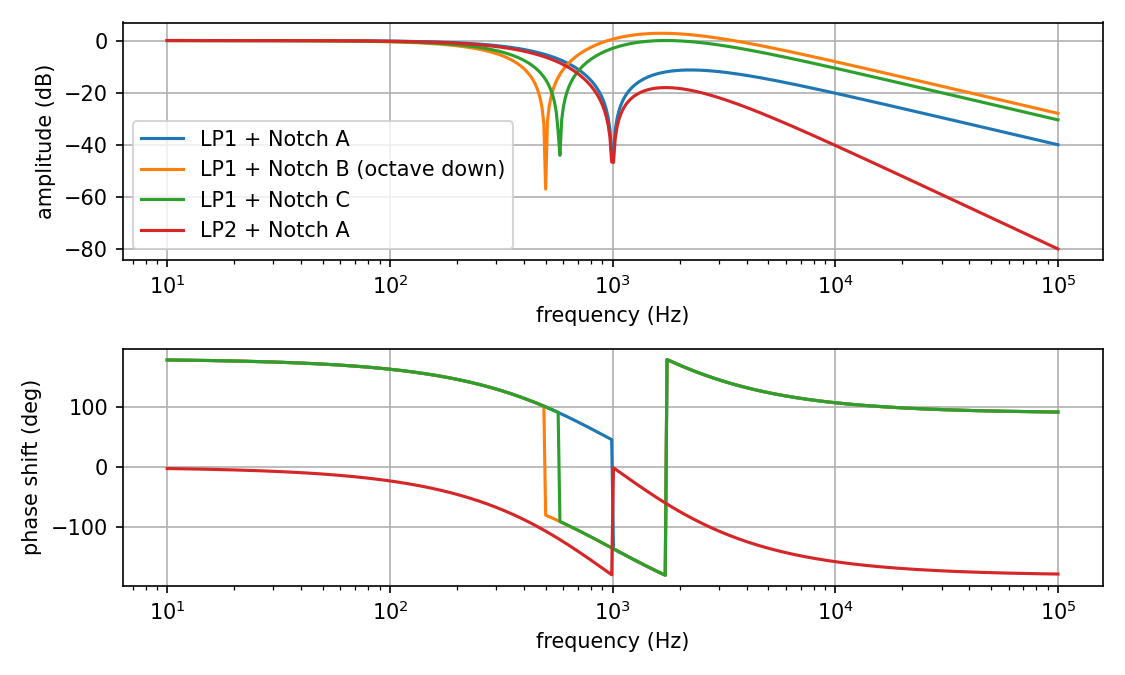 amplitude (dB)
0
−20
−40
−60
−80
LP1 + Notch A
LP1 + Notch B (octave down)
LP1 + Notch C
LP2 + Notch A
10¹ 10² 10³ 10⁴ 10⁵
frequency (Hz)
phase shift (deg)
100
0
−100
10¹ 10² 10³ 10⁴ 10⁵
frequency (Hz)